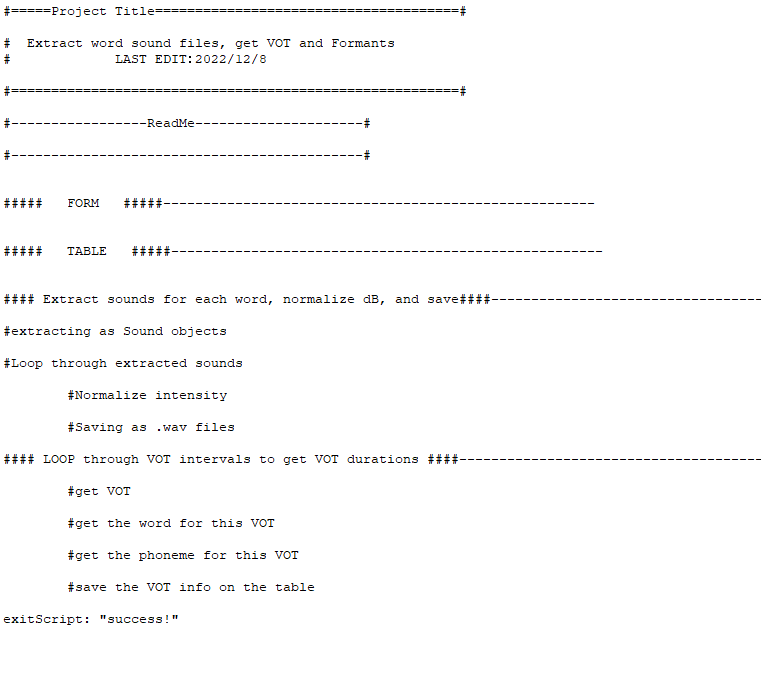 #=====Project Title======================================#
#  Extract word sound files, get VOT and Formants
#             LAST EDIT:2022/12/8
#========================================================#
#-----------------ReadMe---------------------#
#--------------------------------------------#
#####   FORM   #####------------------------------------------------------
#####   TABLE   #####------------------------------------------------------
#### Extract sounds for each word, normalize dB, and save####----------------------------------
#extracting as Sound objects
#Loop through extracted sounds
        #Normalize intensity
        #Saving as .wav files
#### LOOP through VOT intervals to get VOT durations ####--------------------------------------
        #get VOT
        #get the word for this VOT
        #get the phoneme for this VOT
        #save the VOT info on the table
exitScript: "success!"